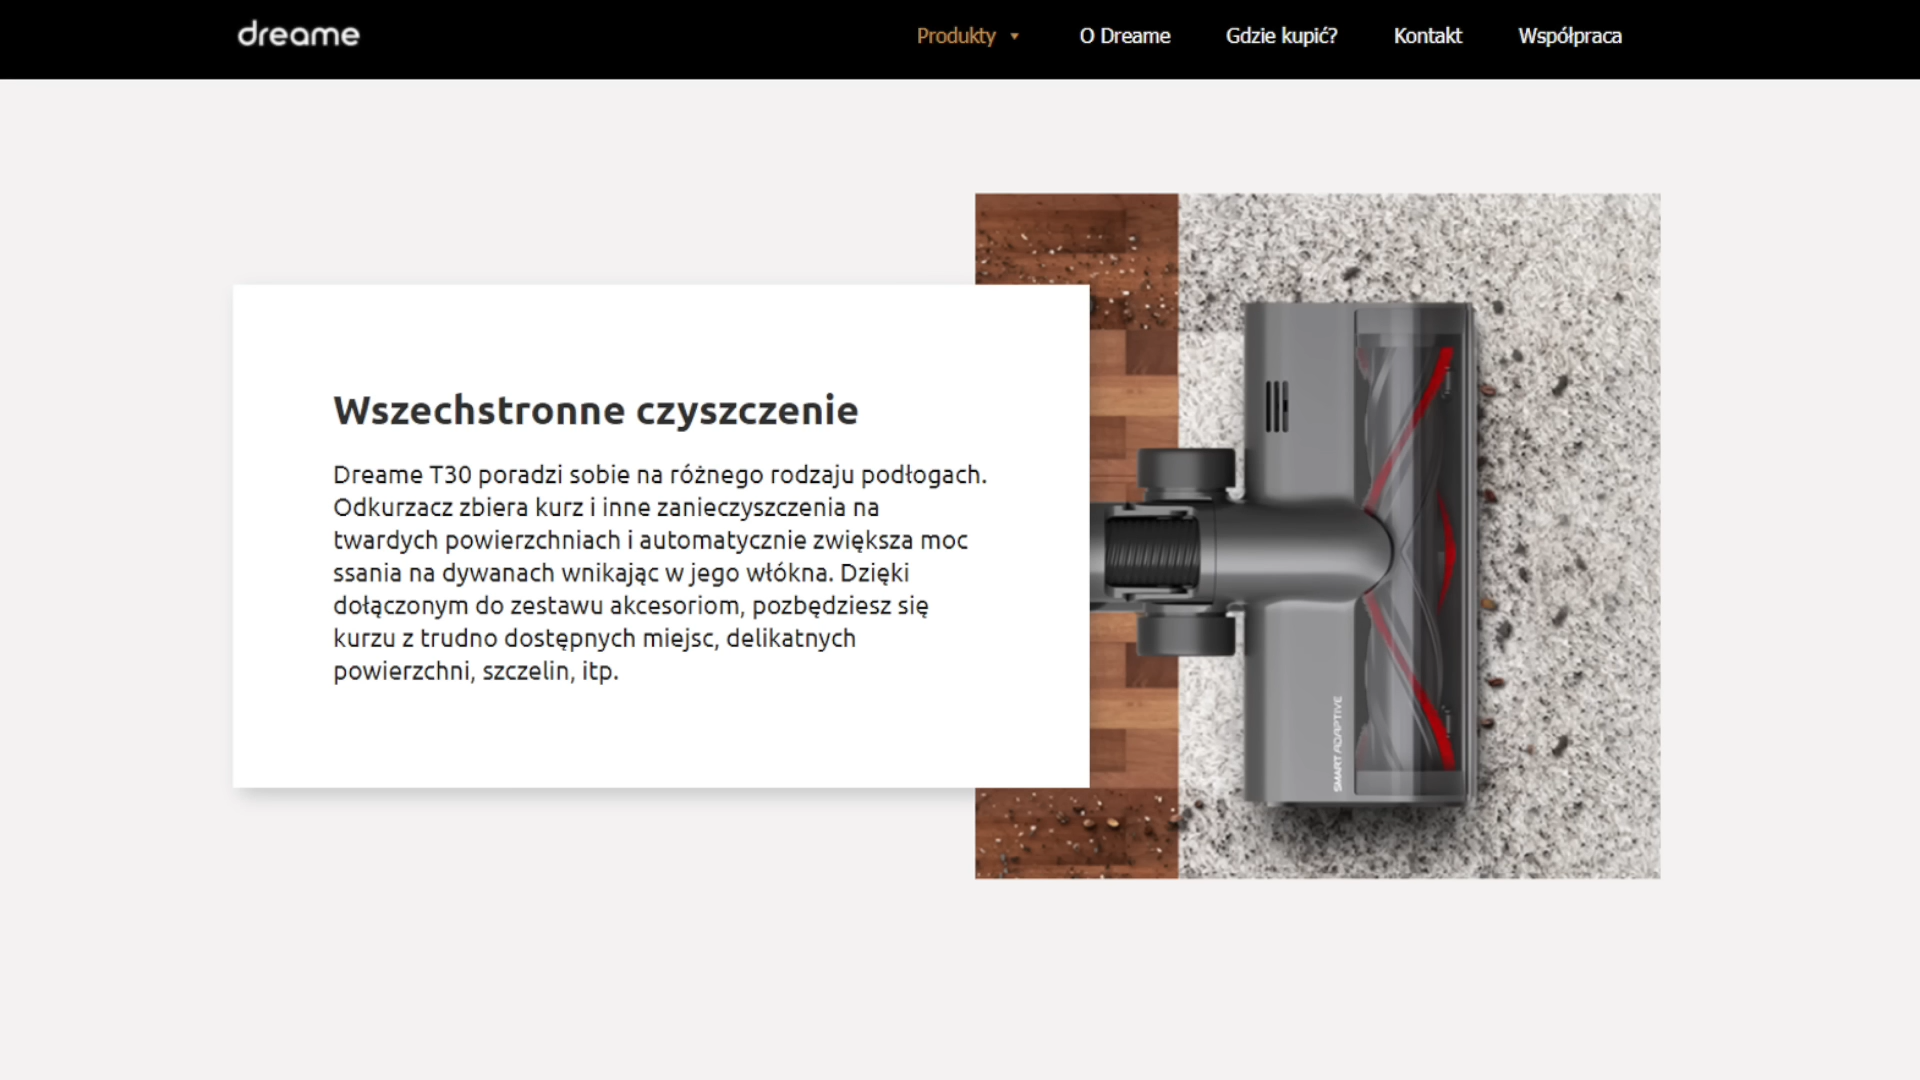 dreame
Produkty
O Dreame
Gdzie kupić?
Kontakt
Współpraca
Wszechstronne czyszczenie
Dreame T30 poradzi sobie na różnego rodzaju podłogach.
Odkurzacz zbiera kurz i inne zanieczyszczenia na
twardych powierzchniach i automatycznie zwiększa moc
ssania na dywanach wnikając w jego włókna. Dzięki
dołączonym do zestawu akcesoriom, pozbędziesz się
kurzu z trudno dostępnych miejsc, delikatnych
powierzchni, szczelin, itp.
SMART ADAPTIVE